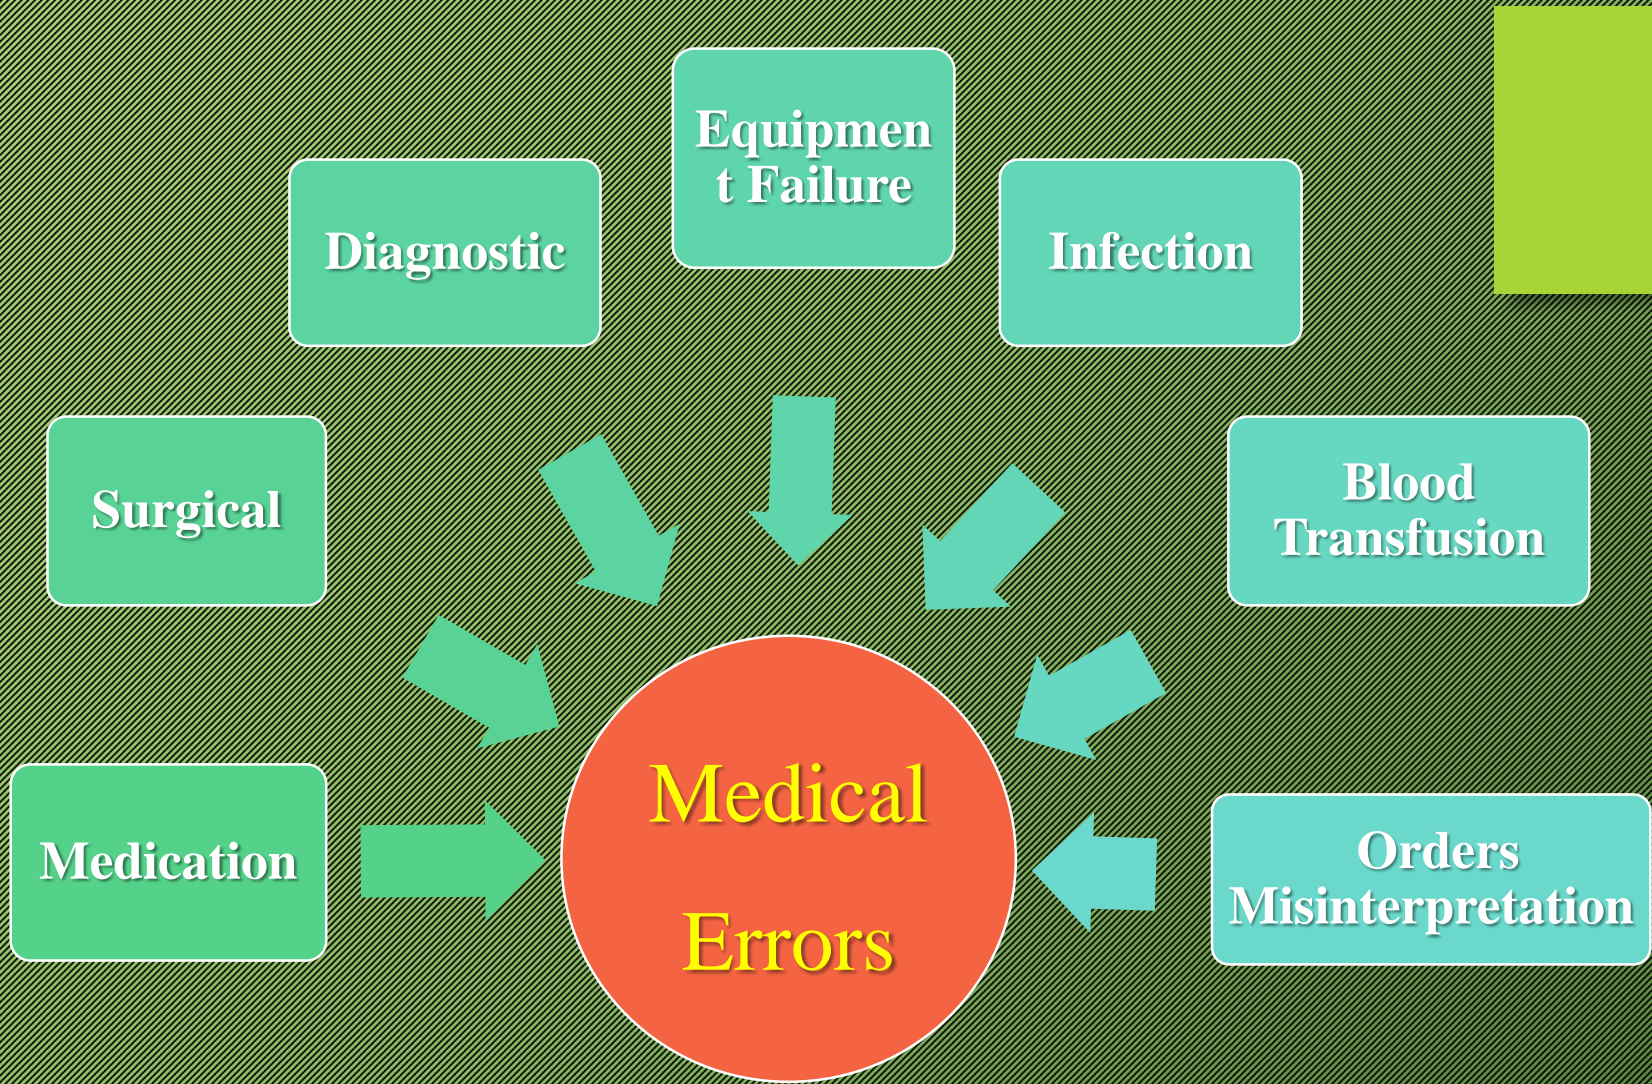 Equipmen
t Failure
Diagnostic
Infection
Surgical
Blood
Transfusion
Medication
Medical
Errors
Orders
Misinterpretation